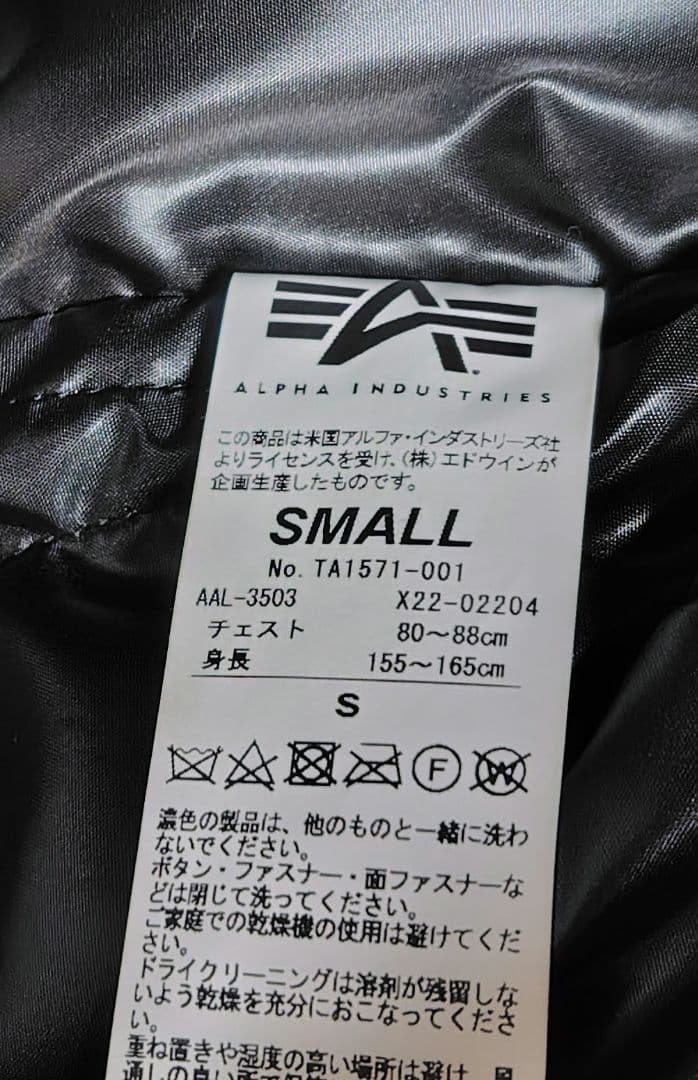 ALPHA INDUSTRIES
この商品は米国アルファ・インダストリーズ社
よりライセンスを受け、(株)エドウインが
企画生産したものです。
SMALL
No. TA1571-001
AAL-3503 X22-02204
チェスト 80〜88cm
身長 155〜165cm
S
F W
濃色の製品は、他のものと一緒に洗わ
ないでください。
ボタン・ファスナー・面ファスナーな
どは閉じて洗ってください。
ご家庭での乾燥機の使用は避けてくだ
さい。
ドライクリーニングは溶剤が残留しな
いよう乾燥を充分におこなってくださ
い。
重ね置きや湿度の高い場所は避け、風
通しの良い所で